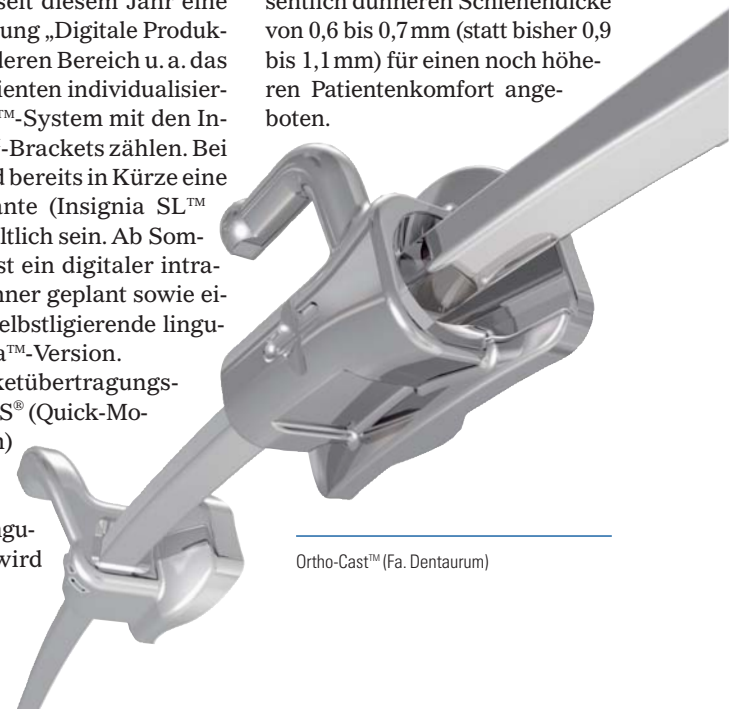 seit diesem Jahr eine
ung „Digitale Produk-
deren Bereich u. a. das
ienten individualisier-
™-System mit den In-
-Brackets zählen. Bei
d bereits in Kürze eine
ante (Insignia SL™
ltlich sein. Ab Som-
st ein digitaler intra-
nner geplant sowie ei-
elbstligierende lingu-
a™-Version.
ketübertragungs-
S® (Quick-Mo-
n)
ngu-
wird
sentlich dünneren Schienendicke
von 0,6 bis 0,7 mm (statt bisher 0,9
bis 1,1 mm) für einen noch höhe-
ren Patientenkomfort ange-
boten.
Ortho-Cast™ (Fa. Dentaurum)